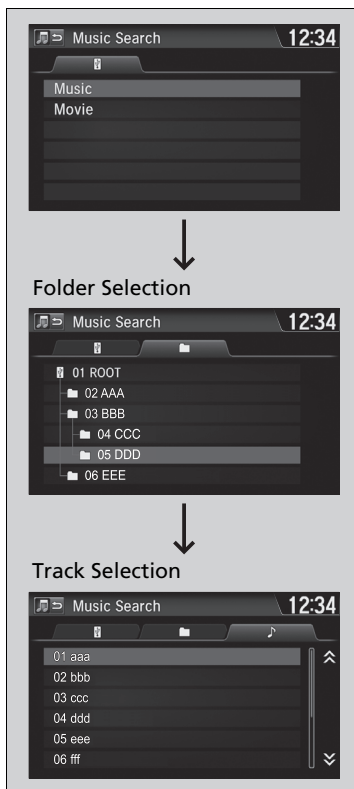 Music Search 12:34
Music
Movie
Folder Selection
Music Search 12:34
01 ROOT
02 AAA
03 BBB
04 CCC
05 DDD
06 EEE
Track Selection
Music Search 12:34
01 aaa
02 bbb
03 ccc
04 ddd
05 eee
06 fff